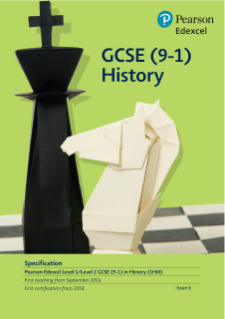 Pearson
Edexcel
GCSE (9-1)
History
Specification
Pearson Edexcel Level 1/Level 2 GCSE (9-1) in History (1HI0)
First teaching from September 2016
First certification from 2018
Issue 6